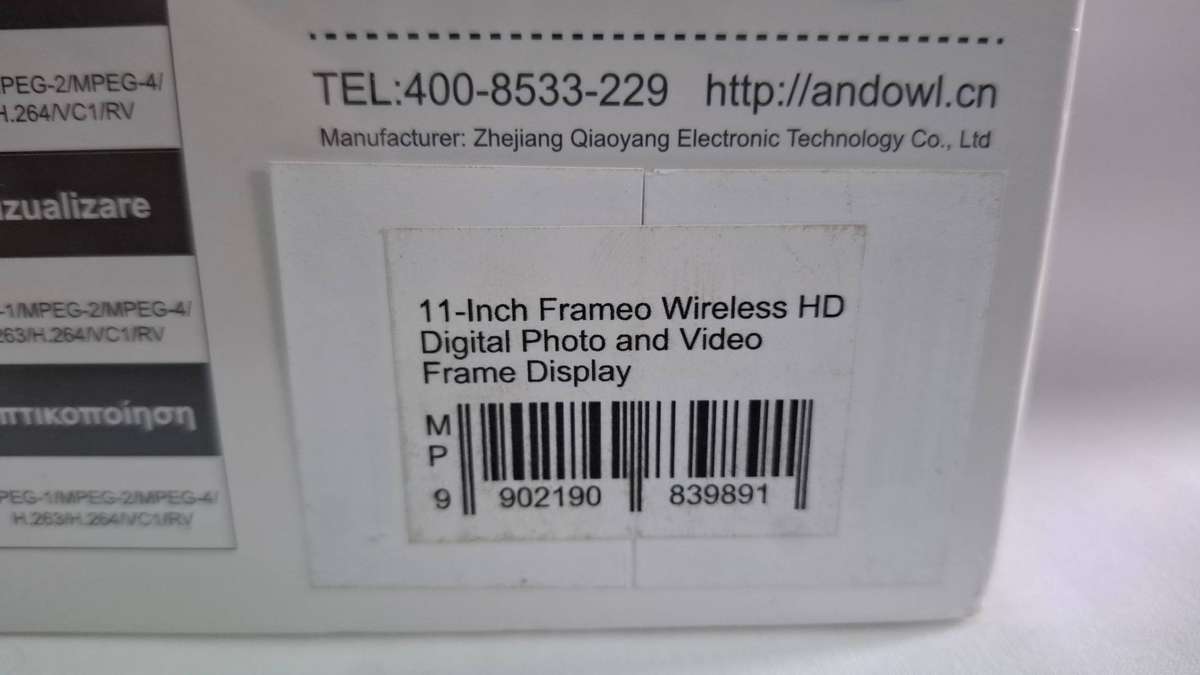 PEG-2/MPEG-4/
H.264/VC1/RV
izualizare
-1/MPEG-2/MPEG-4/
263/H.264/VC1/RV
πτικοποίηση
PEG-1/MPEG-2/MPEG-4/
H.263/H.264/VC1/RV
TEL:400-8533-229 http://andowl.cn
Manufacturer: Zhejiang Qiaoyang Electronic Technology Co., Ltd
11-Inch Frameo Wireless HD
Digital Photo and Video
Frame Display
M
P
9 902190 839891